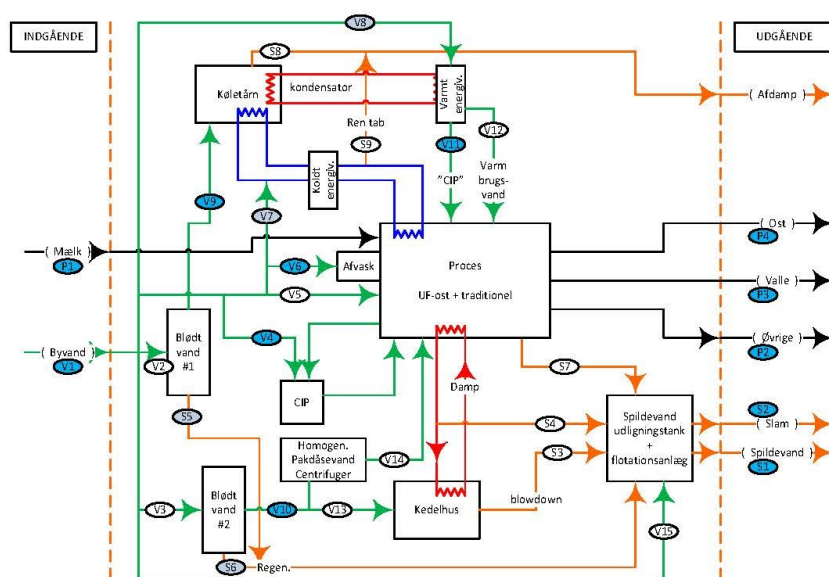 INDGÅENDE
V8
UDGÅENDE
S8
Køletårn
kondensator
Varmt
energilv.
( Afdamp )
Ren tab
S9
V11
V12
"CIP"
Varm
brugs-
vand
Koldt
energilv.
V9
V7
( Mælk )
P1
V6
Afvask
Proces
UF-ost + traditionel
( Ost )
P4
( Valle )
P3
V5
( Øvrige )
P2
( Byvand )
V1
V2
Blødt
vand
#1
V4
CIP
Damp
S7
S5
S4
Spildevand
udligningstank
+
flotationsanlæg
S2
( Slam )
( Spildevand )
S1
Homogen.
Pakdåsevand
Centrifuger
V14
S3
blowdown
V3
Blødt
vand
#2
V10
V13
Kedelhus
V15
S6
Regen.